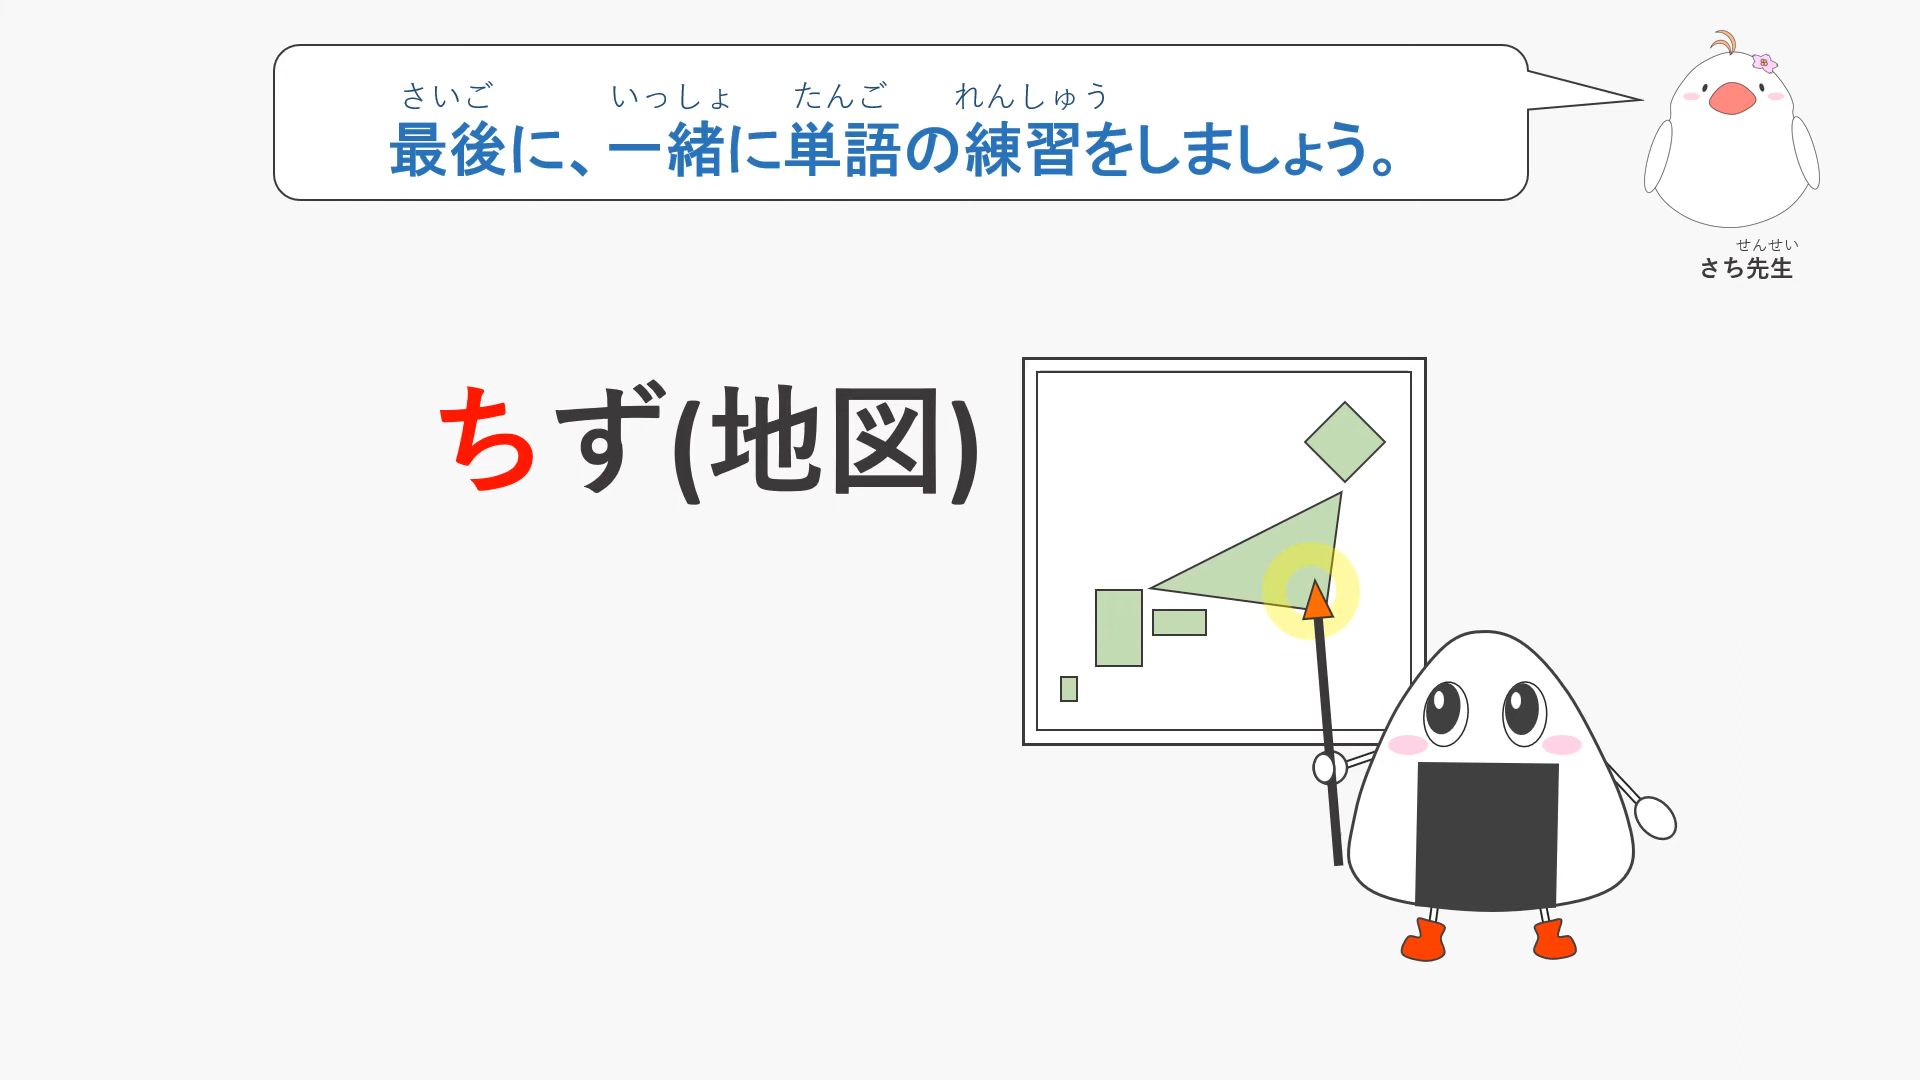 さいご いっしょ たんご れんしゅう
最後に、一緒に単語の練習をしましょう。
せんせい
さち先生
ちず(地図)